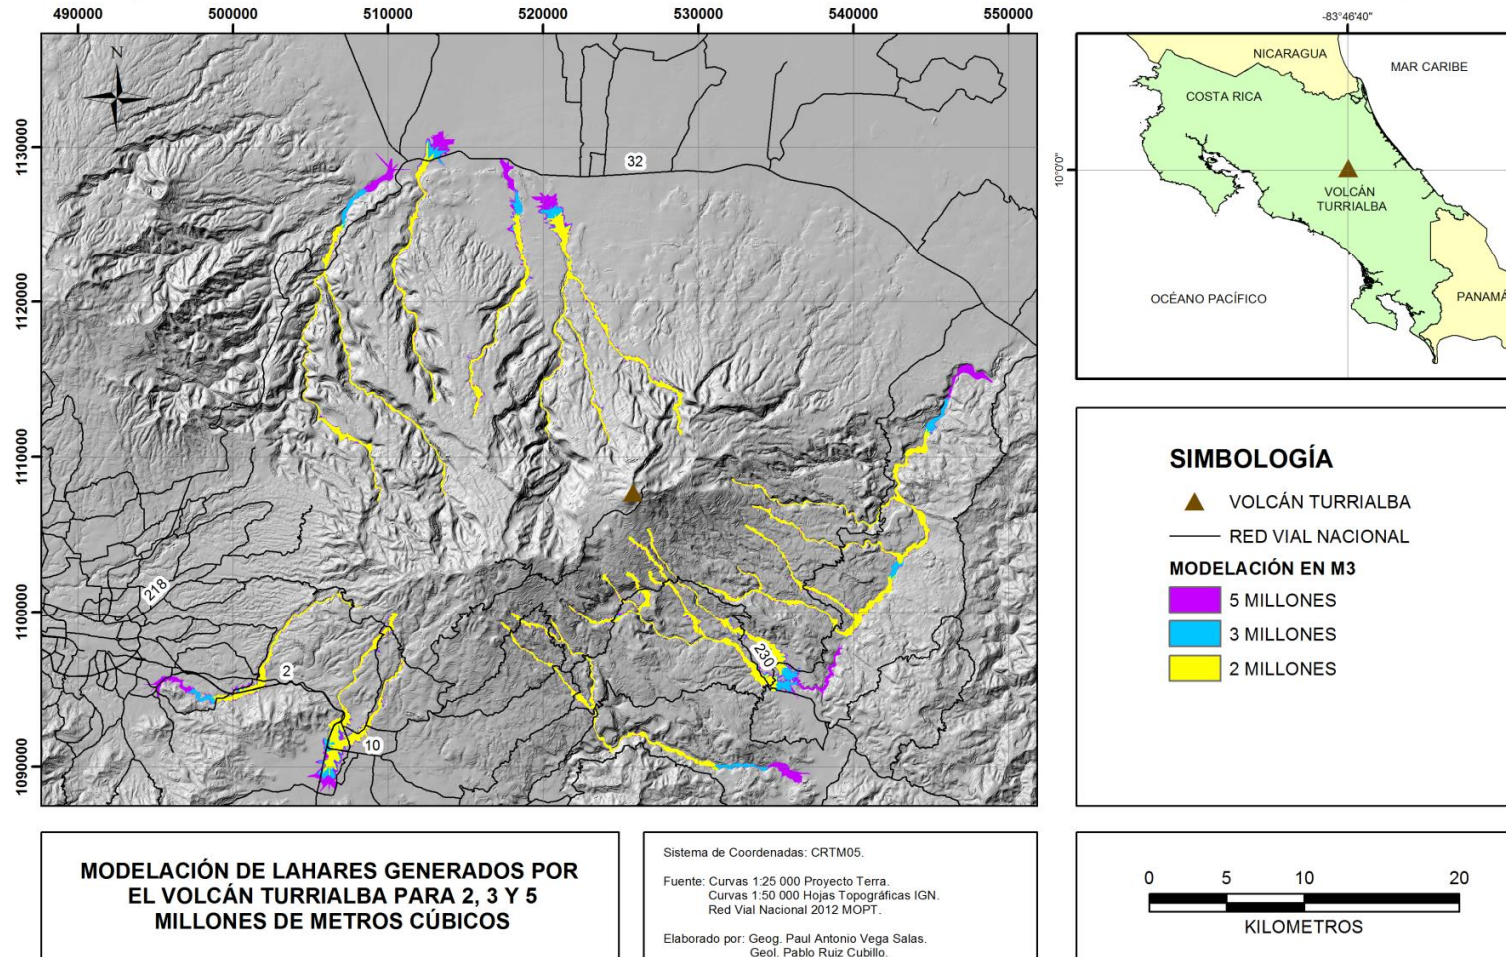 490000 500000 510000 520000 530000 540000 550000
-83°46'40"
N
1130000
1120000
1110000
1100000
1090000
32
218
2
10
230
NICARAGUA
MAR CARIBE
COSTA RICA
10°0'0"
VOLCÁN
TURRIALBA
OCÉANO PACÍFICO
PANAMÁ
SIMBOLOGÍA
VOLCÁN TURRIALBA
RED VIAL NACIONAL
MODELACIÓN EN M3
5 MILLONES
3 MILLONES
2 MILLONES
MODELACIÓN DE LAHARES GENERADOS POR
EL VOLCÁN TURRIALBA PARA 2, 3 Y 5
MILLONES DE METROS CÚBICOS
Sistema de Coordenadas: CRTM05.
Fuente: Curvas 1:25 000 Proyecto Terra.
Curvas 1:50 000 Hojas Topográficas IGN.
Red Vial Nacional 2012 MOPT.
Elaborado por: Geog. Paul Antonio Vega Salas.
Geol. Pablo Ruiz Cubillo.
0 5 10 20
KILOMETROS